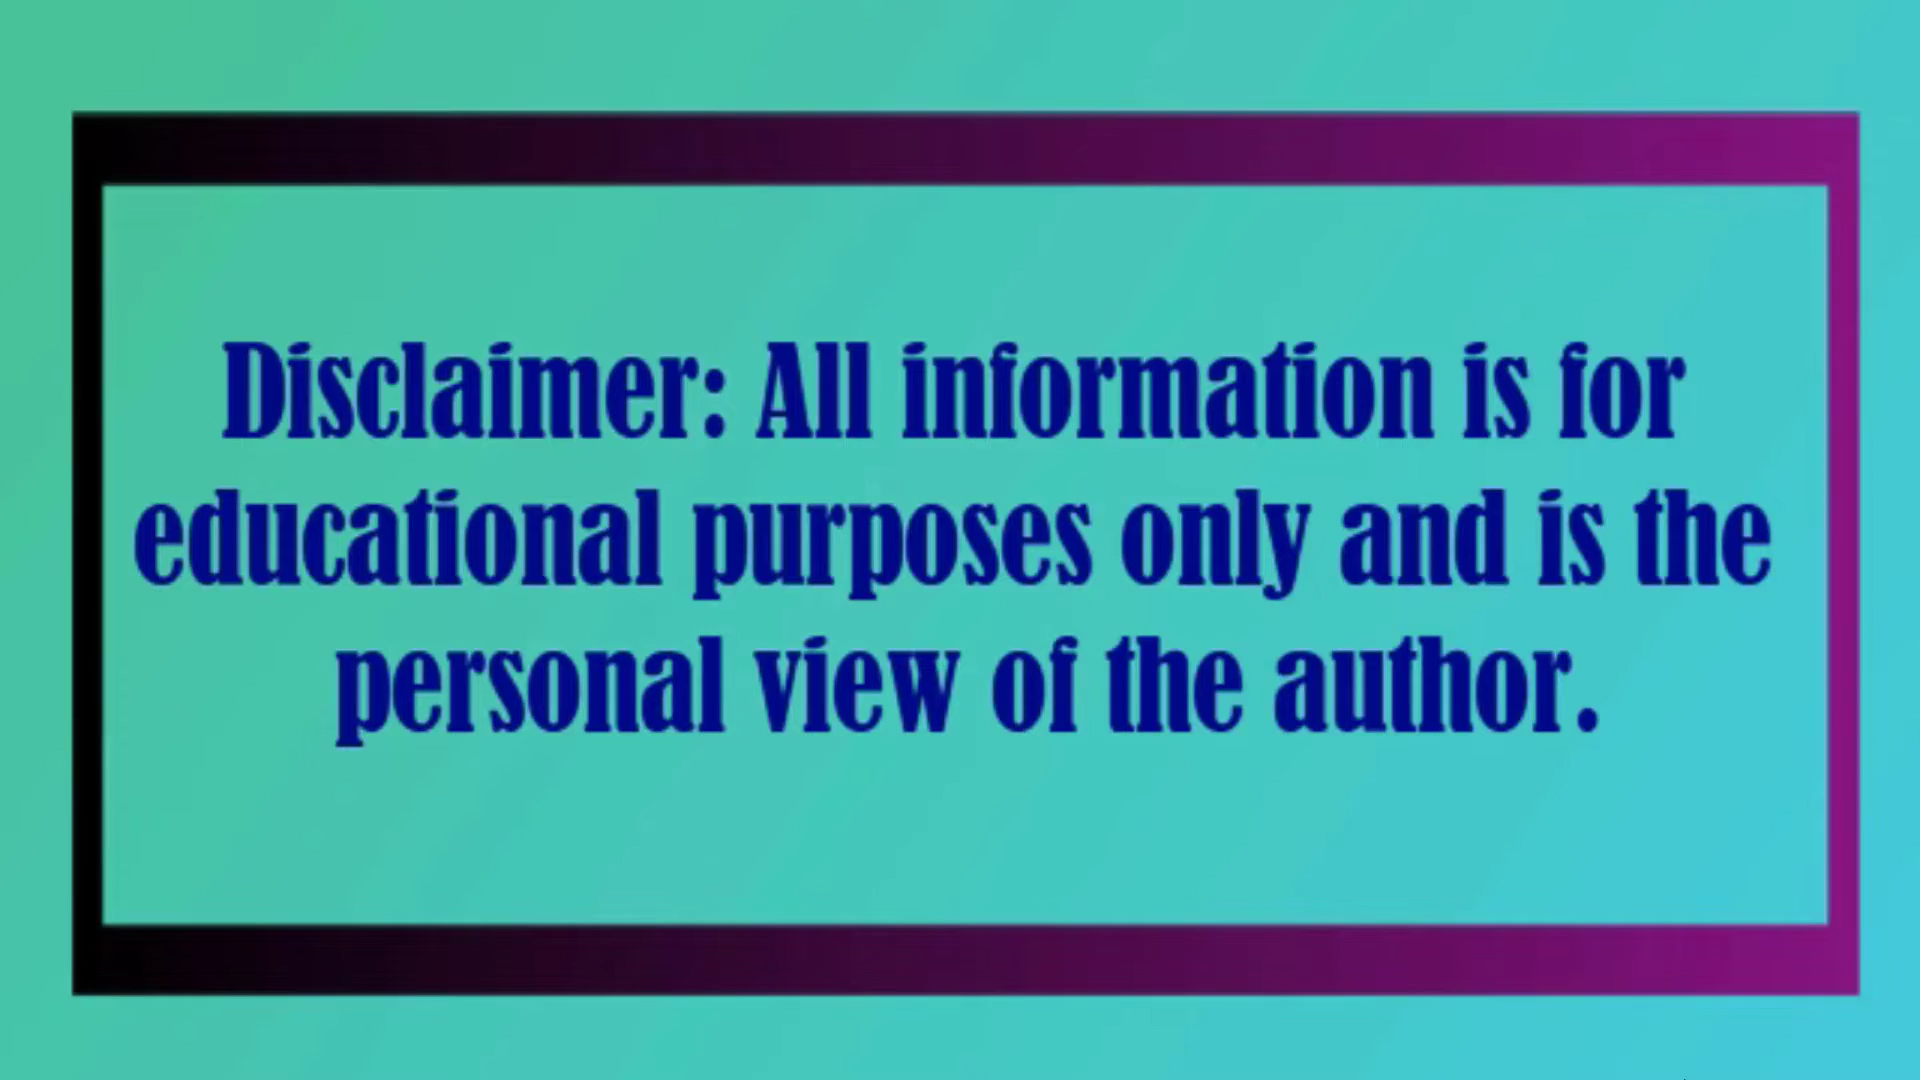 Disclaimer: All information is for
educational purposes only and is the
personal view of the author.